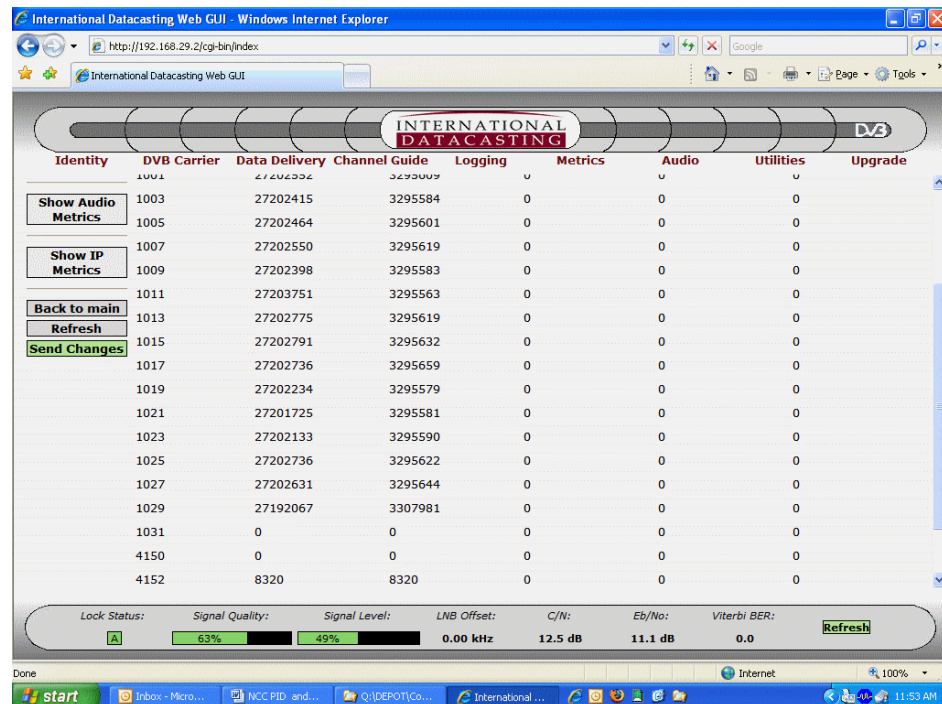 International Datacasting Web GUI - Windows Internet Explorer
http://192.168.29.2/cgi-bin/index
Google
International Datacasting Web GUI
Page
Tools
INTERNATIONAL
DATACASTING
DVB
Identity DVB Carrier Data Delivery Channel Guide Logging Metrics Audio Utilities Upgrade
1001 27202552 3295609 0 0 0
1003 27202415 3295584 0 0 0
1005 27202464 3295601 0 0 0
1007 27202550 3295619 0 0 0
1009 27202398 3295583 0 0 0
1011 27203751 3295563 0 0 0
1013 27202775 3295619 0 0 0
1015 27202791 3295632 0 0 0
1017 27202736 3295659 0 0 0
1019 27202234 3295579 0 0 0
1021 27201725 3295581 0 0 0
1023 27202133 3295590 0 0 0
1025 27202736 3295622 0 0 0
1027 27202631 3295644 0 0 0
1029 27192067 3307981 0 0 0
1031 0 0 0 0 0
4150 0 0 0 0 0
4152 8320 8320 0 0 0
Show Audio
Metrics
Show IP
Metrics
Back to main
Refresh
Send Changes
Lock Status: Signal Quality: Signal Level: LNB Offset: C/N: Eb/No: Viterbi BER:
A 63% 49% 0.00 kHz 12.5 dB 11.1 dB 0.0
Refresh
Done
Internet
100%
start
Inbox - Micro...
NCC PID and...
Q:\DEPOT\Co...
International ...
11:53 AM